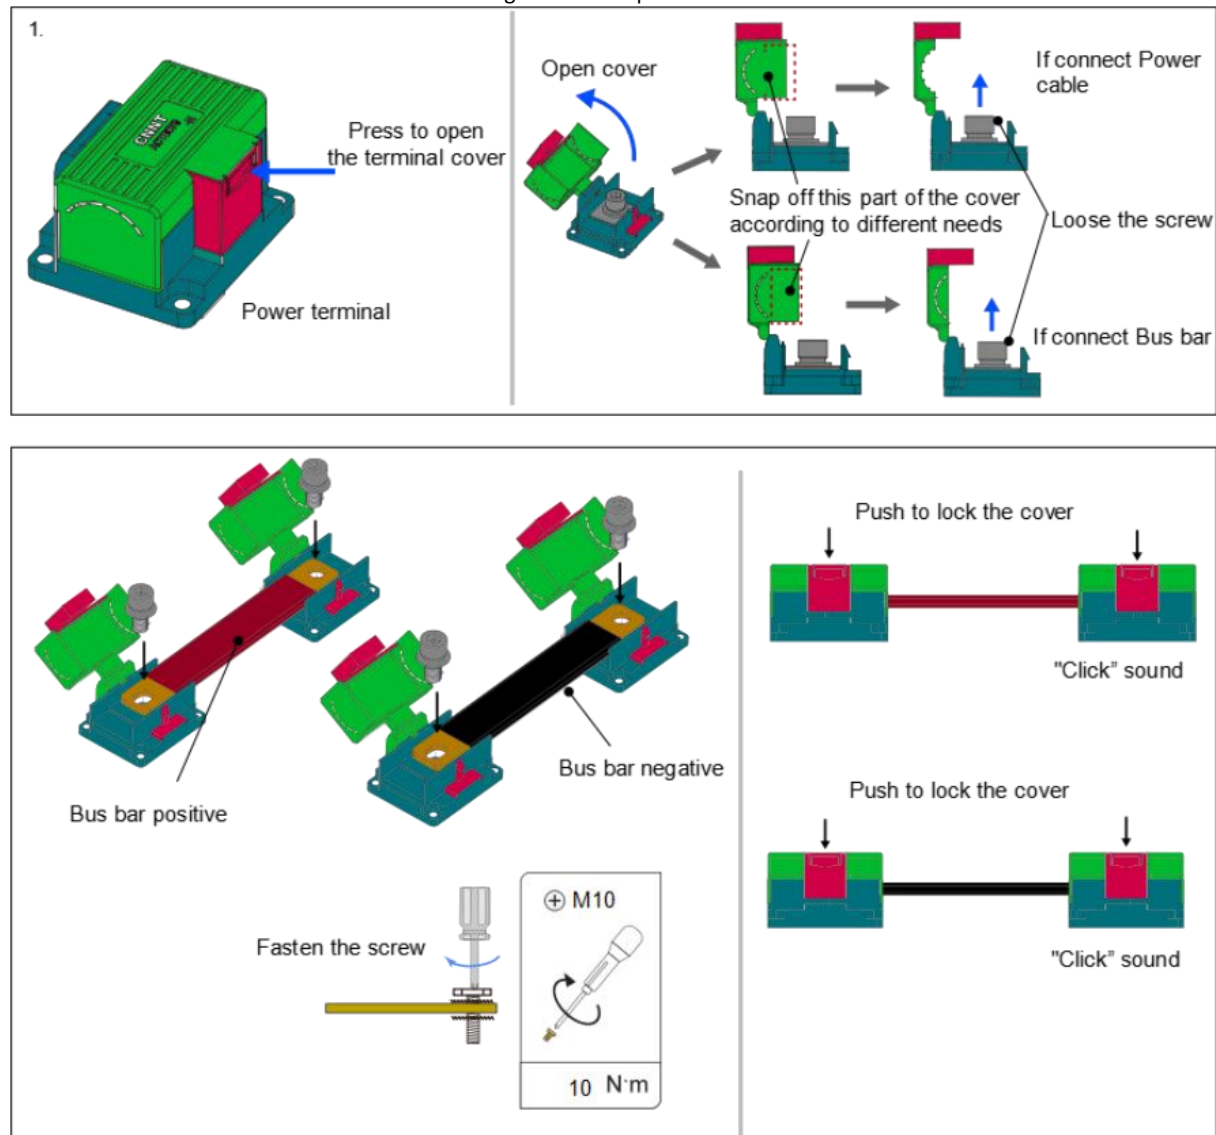 1.
Press to open
the terminal cover
Power terminal
CNNT
Open cover
If connect Power
cable
Snap off this part of the cover
according to different needs
Loose the screw
If connect Bus bar
Bus bar positive
Bus bar negative
Fasten the screw
M10
10 N·m
Push to lock the cover
"Click” sound
Push to lock the cover
"Click” sound